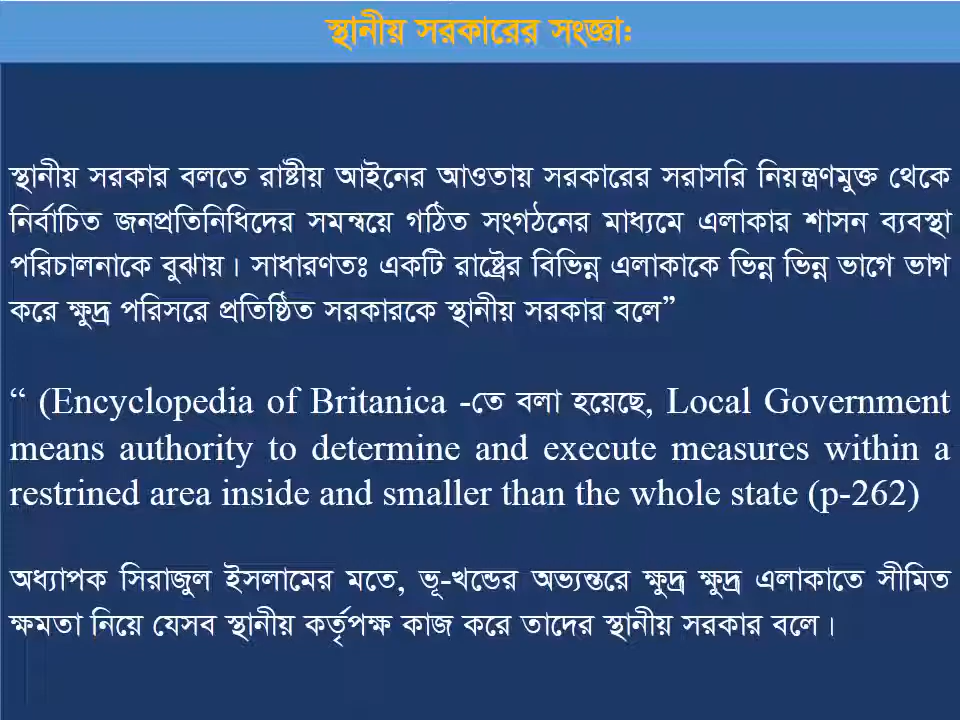 স্থানীয় সরকারের সংজ্ঞা:
স্থানীয় সরকার বলতে রাষ্টীয় আইনের আওতায় সরকারের সরাসরি নিয়ন্ত্রণমুক্ত থেকে
নির্বাচিত জনপ্রতিনিধিদের সমন্বয়ে গঠিত সংগঠনের মাধ্যমে এলাকার শাসন ব্যবস্থা
পরিচালনাকে বুঝায়। সাধারণতঃ একটি রাষ্ট্রের বিভিন্ন এলাকাকে ভিন্ন ভিন্ন ভাগে ভাগ
করে ক্ষুদ্র পরিসরে প্রতিষ্ঠিত সরকারকে স্থানীয় সরকার বলে”
“ (Encyclopedia of Britanica -তে বলা হয়েছে, Local Government
means authority to determine and execute measures within a
restrined area inside and smaller than the whole state (p-262)
অধ্যাপক সিরাজুল ইসলামের মতে, ভূ-খন্ডের অভ্যন্তরে ক্ষুদ্র ক্ষুদ্র এলাকাতে সীমিত
ক্ষমতা নিয়ে যেসব স্থানীয় কর্তৃপক্ষ কাজ করে তাদের স্থানীয় সরকার বলে।